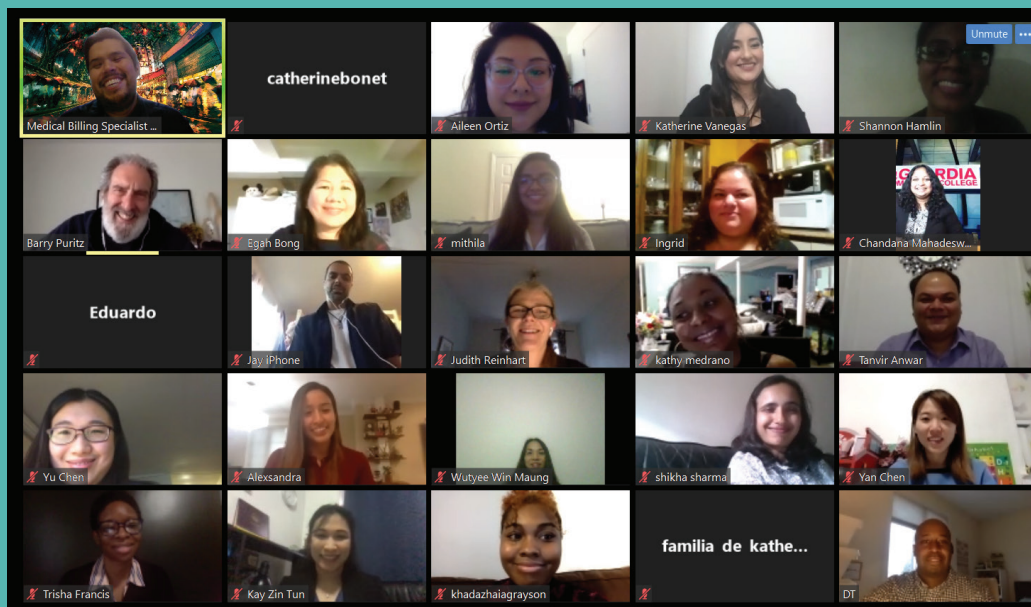 Medical Billing Specialist ...
catherinebonet
Aileen Ortiz
Katherine Vanegas
Unmute ...
Shannon Hamlin
Barry Puritz
Egah Bong
mithila
Ingrid
RDIA
COLLEGE
Chandana Mahadesw...
Eduardo
Jay iPhone
Judith Reinhart
kathy medrano
Tanvir Anwar
Yu Chen
Alexsandra
Wutyee Win Maung
shikha sharma
Yan Chen
Trisha Francis
Kay Zin Tun
khadazhaiagrayson
familia de kathe...
DT